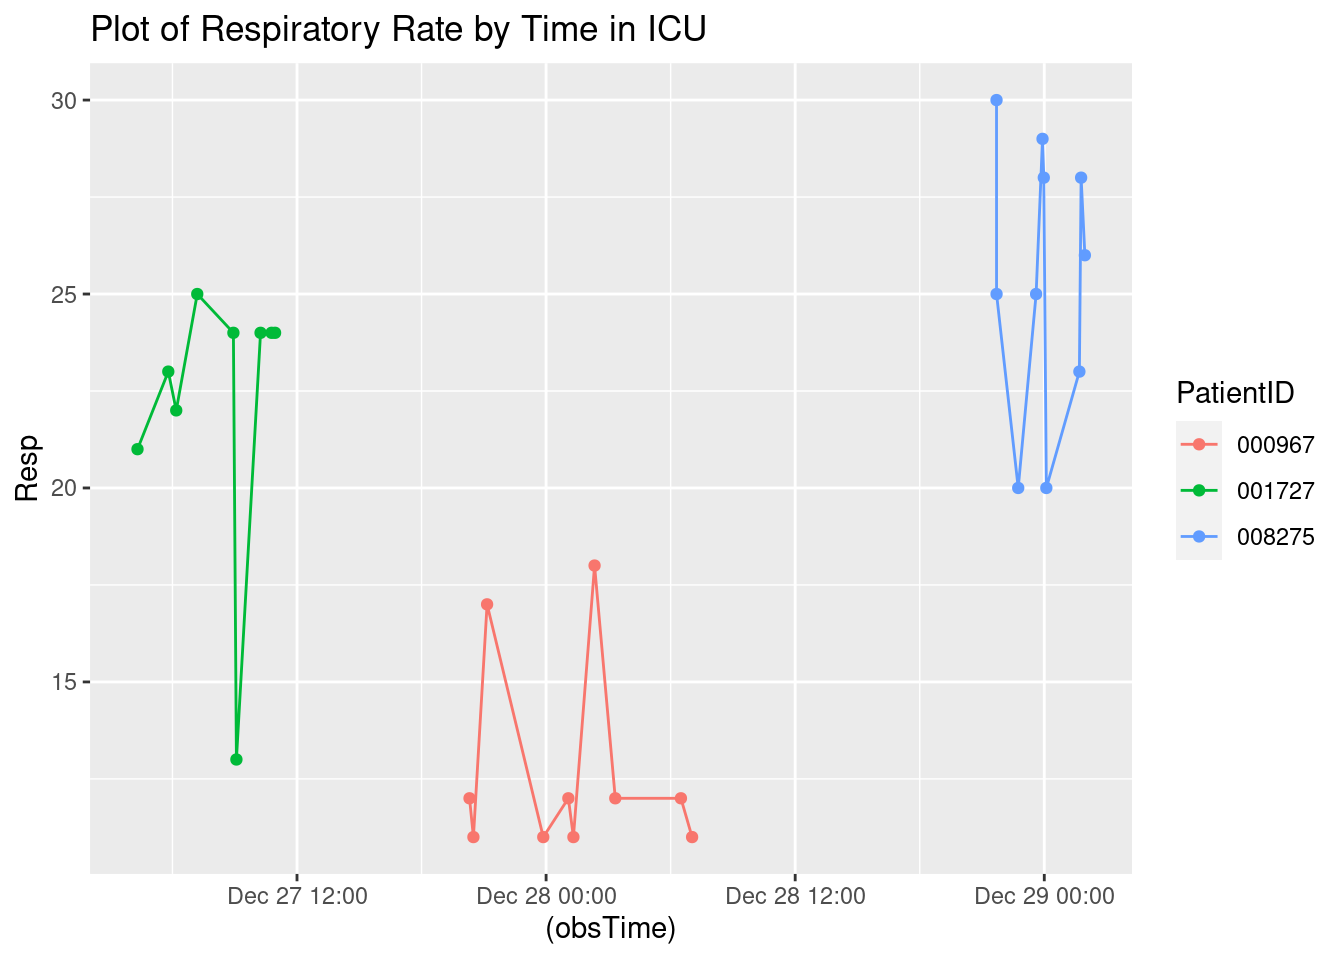 Plot of Respiratory Rate by Time in ICU
30
25
20
15
Resp
Dec 27 12:00
Dec 28 00:00
Dec 28 12:00
Dec 29 00:00
(obsTime)
PatientID
000967
001727
008275